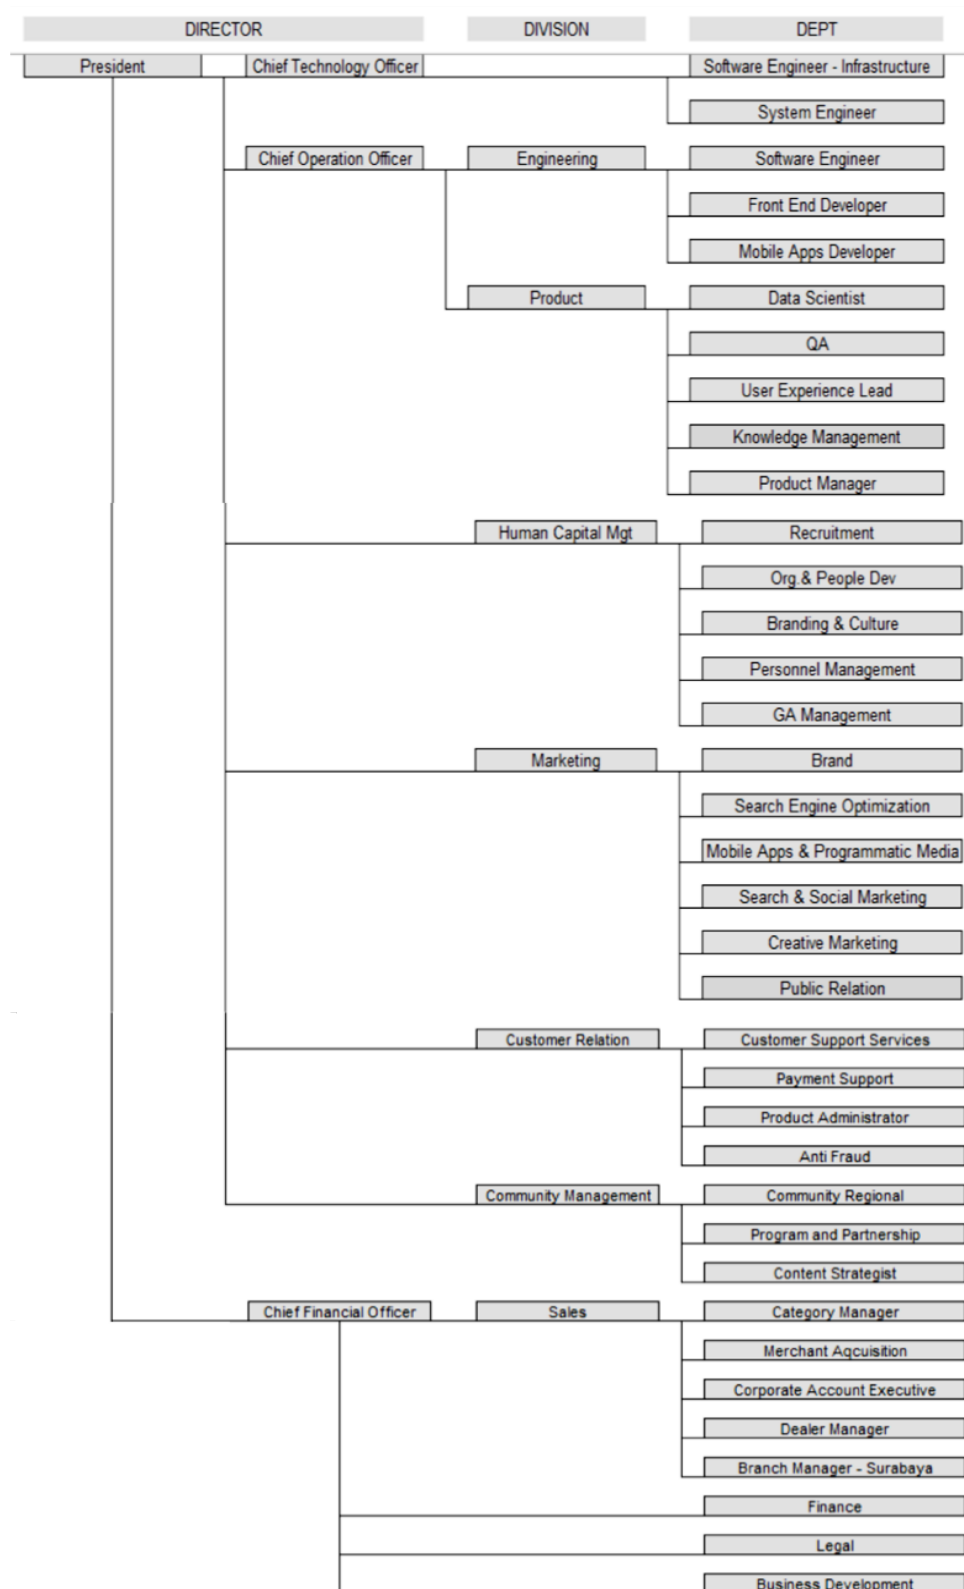 DIRECTOR DIVISION DEPT
President Chief Technology Officer Software Engineer - Infrastructure
System Engineer
Chief Operation Officer Engineering Software Engineer
Front End Developer
Mobile Apps Developer
Product Data Scientist
QA
User Experience Lead
Knowledge Management
Product Manager
Human Capital Mgt Recruitment
Org.& People Dev
Branding & Culture
Personnel Management
GA Management
Marketing Brand
Search Engine Optimization
Mobile Apps & Programmatic Media
Search & Social Marketing
Creative Marketing
Public Relation
Customer Relation Customer Support Services
Payment Support
Product Administrator
Anti Fraud
Community Management Community Regional
Program and Partnership
Content Strategist
Chief Financial Officer Sales Category Manager
Merchant Aqcuisition
Corporate Account Executive
Dealer Manager
Branch Manager - Surabaya
Finance
Legal
Business Development